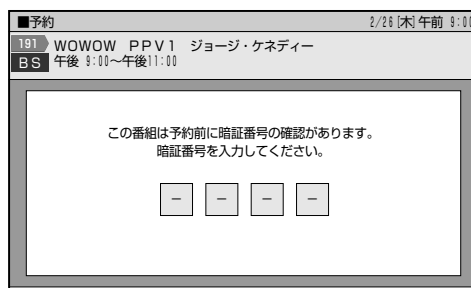 ■予約 2/26[木]午前 9:00
191 WOWOW PPV1 ジョージ・ケネディー
BS 午後 9:00~午後11:00
この番組は予約前に暗証番号の確認があります。
暗証番号を入力してください。
− − − −